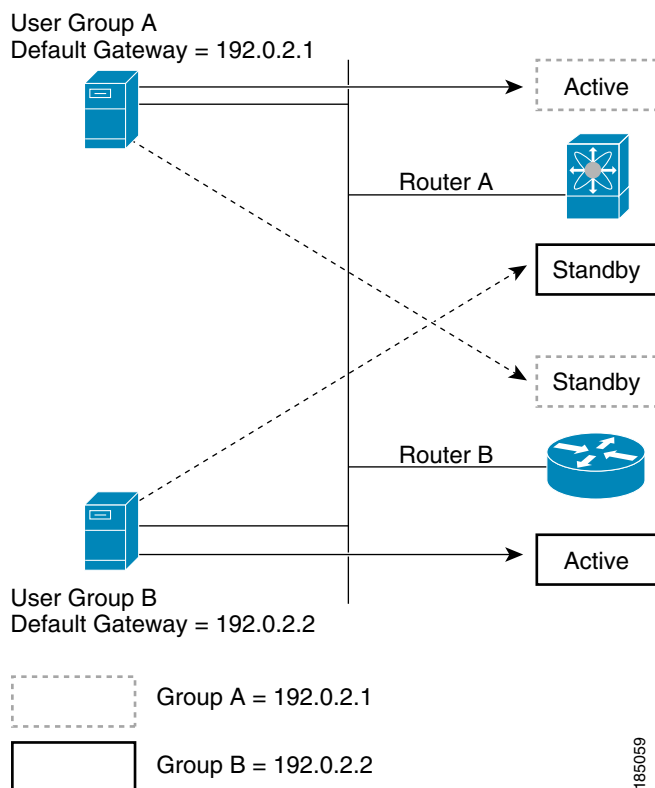 User Group A
Default Gateway = 192.0.2.1
Active
Router A
Standby
Standby
Router B
Active
User Group B
Default Gateway = 192.0.2.2
Group A = 192.0.2.1
Group B = 192.0.2.2
185059